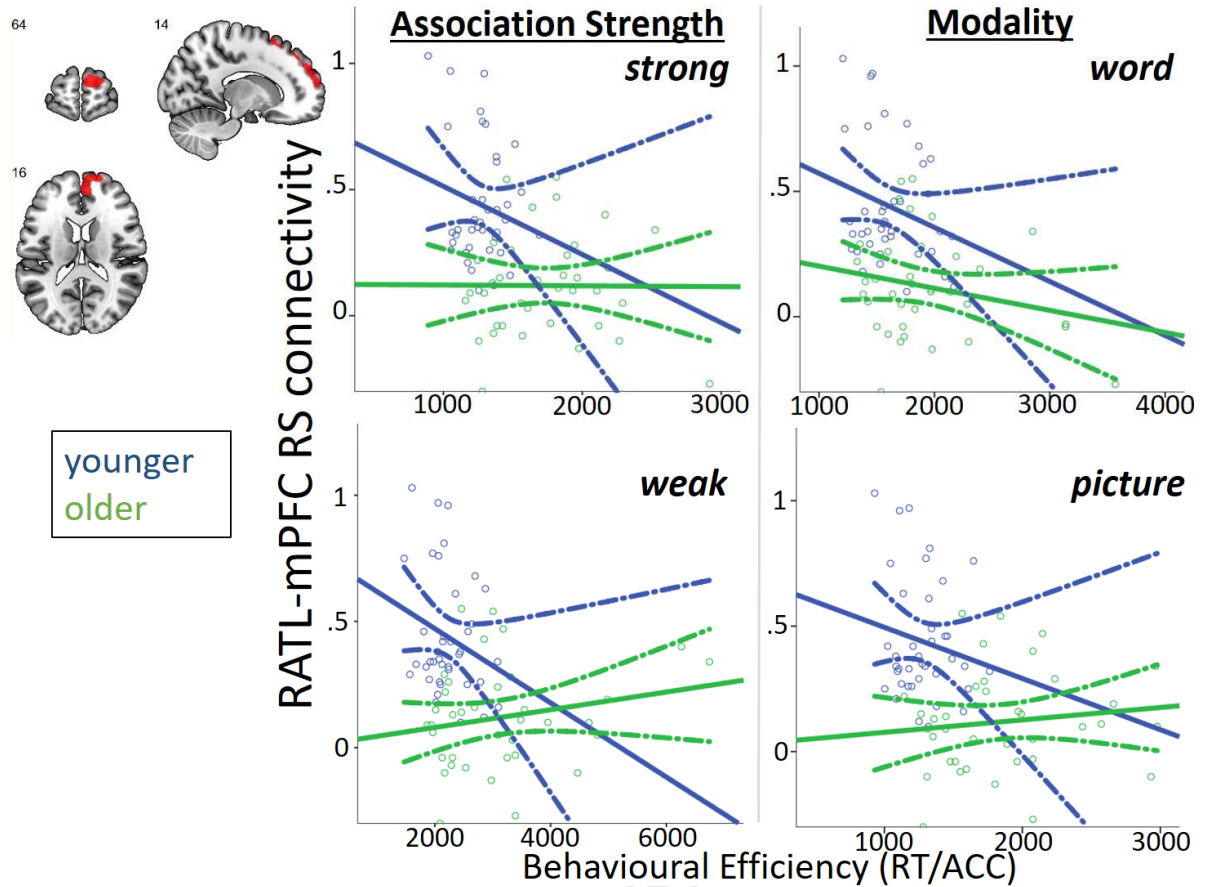 64
14
16
younger
older
RATL-mPFC RS connectivity
Association Strength
strong
1
.5
0
1000 2000 3000
Modality
word
1
.5
0
1000 2000 3000 4000
weak
1
.5
0
2000 4000 6000
picture
1
.5
0
1000 2000 3000
Behavioural Efficiency (RT/ACC)